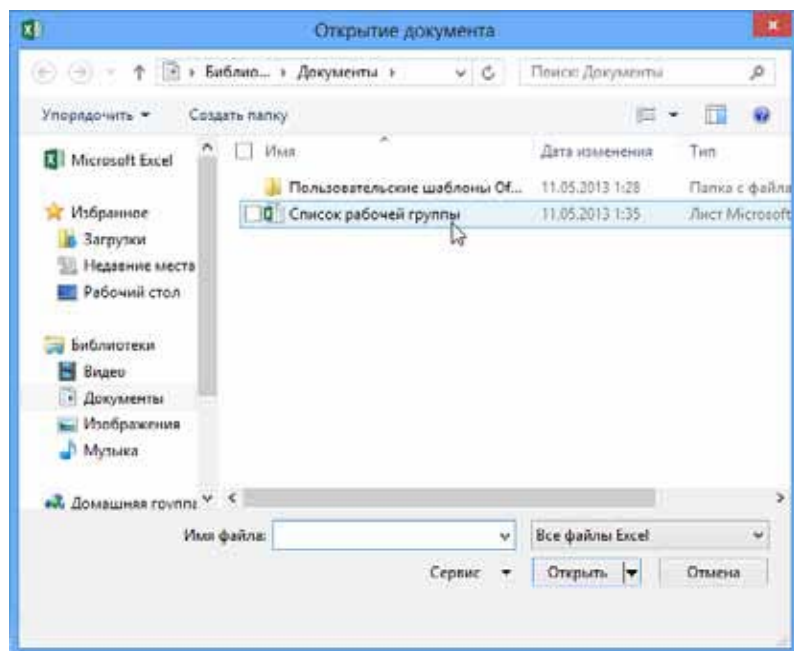 Открытие документа
Библио... Документы
Поиск: Документы
Упорядочить
Создать папку
Microsoft Excel
Избранное
Загрузки
Недавние места
Рабочий стол
Библиотеки
Видео
Документы
Изображения
Музыка
Домашняя группа
Имя Дата изменения Тип
Пользовательские шаблоны Of... 11.05.2013 1:28 Папка с файла
Список рабочей группы 11.05.2013 1:35 Лист Microsoft
Имя файла: Все файлы Excel
Сервис Открыть Отмена